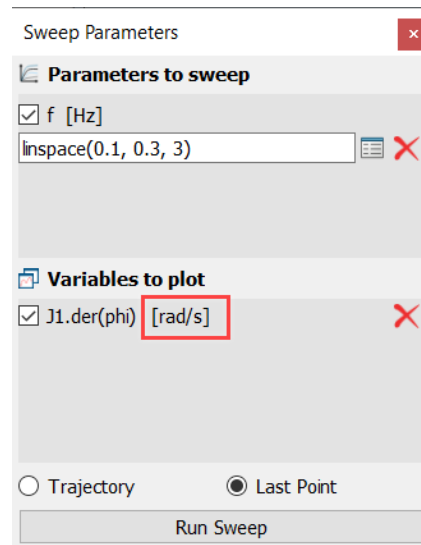 Sweep Parameters
Parameters to sweep
f [Hz]
linspace(0.1, 0.3, 3)
Variables to plot
J1.der(phi) [rad/s]
Trajectory Last Point
Run Sweep